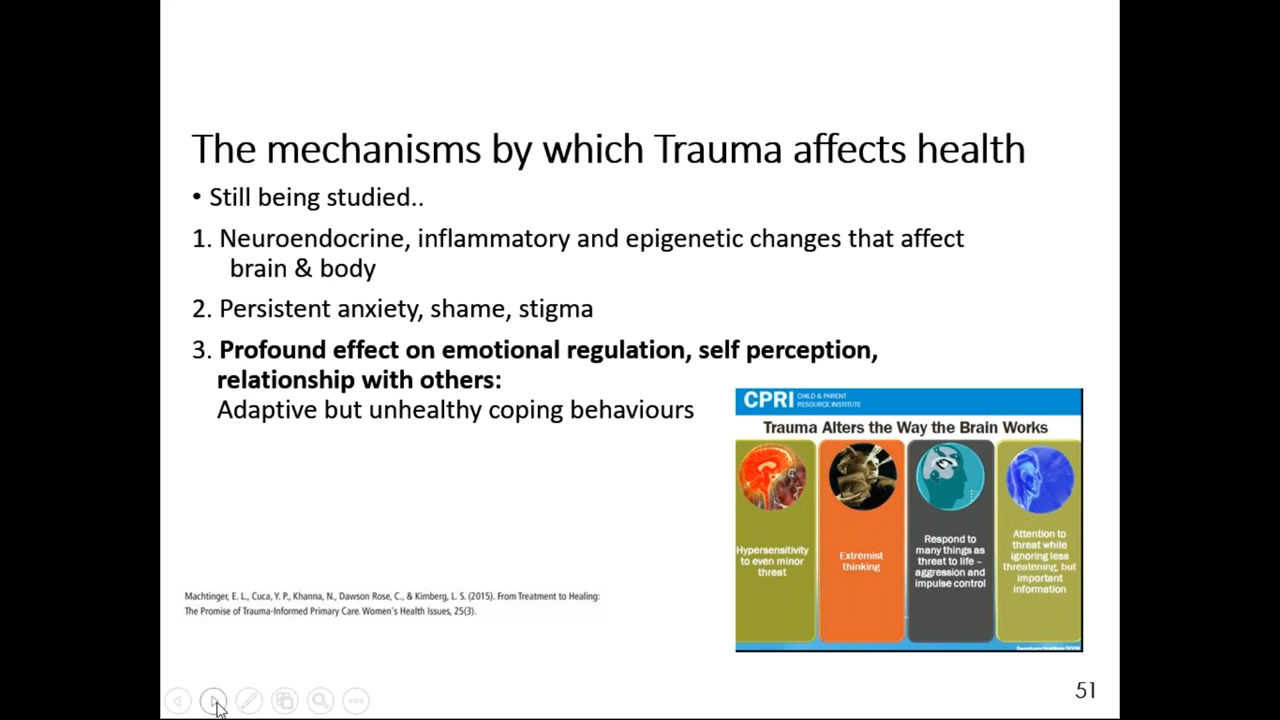 The mechanisms by which Trauma affects health
• Still being studied..
1. Neuroendocrine, inflammatory and epigenetic changes that affect
brain & body
2. Persistent anxiety, shame, stigma
3. Profound effect on emotional regulation, self perception,
relationship with others:
Adaptive but unhealthy coping behaviours
CPRI CHILD & PARENT
RESOURCE INSTITUTE
Trauma Alters the Way the Brain Works
Hypersensitivity
to even minor
threat
Extremist
thinking
Respond to
many things as
threat to life –
aggression and
impulse control
Attention to
threat while
ignoring less
threatening, but
important
information
Machtinger, E. L., Cuca, Y. P., Khanna, N., Dawson Rose, C., & Kimberg, L. S. (2015). From Treatment to Healing:
The Promise of Trauma-Informed Primary Care. Women's Health Issues, 25(3).
51